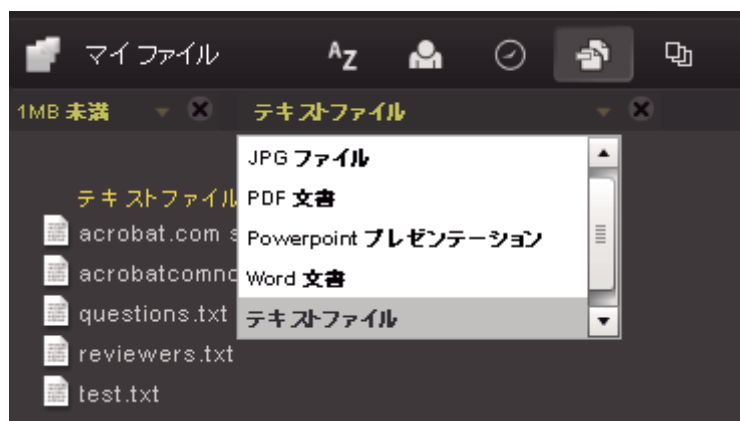 マイ ファイル
AZ
1MB 未満
テキストファイル
JPG ファイル
テキストファイル
PDF 文書
acrobat.com s
Powerpoint プレゼンテーション
acrobatcomno
Word 文書
questions.txt
テキストファイル
reviewers.txt
test.txt